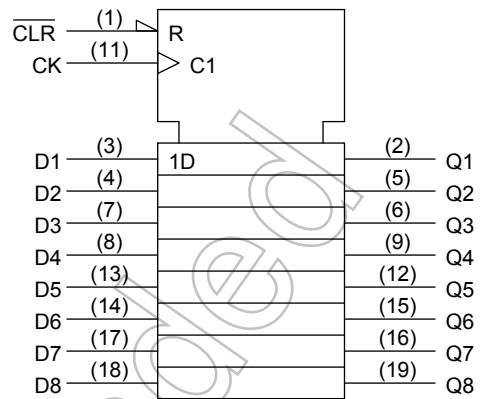 CLR (1) R
CK (11) C1
D1 (3) 1D (2) Q1
D2 (4) (5) Q2
D3 (7) (6) Q3
D4 (8) (9) Q4
D5 (13) (12) Q5
D6 (14) (15) Q6
D7 (17) (16) Q7
D8 (18) (19) Q8
ded